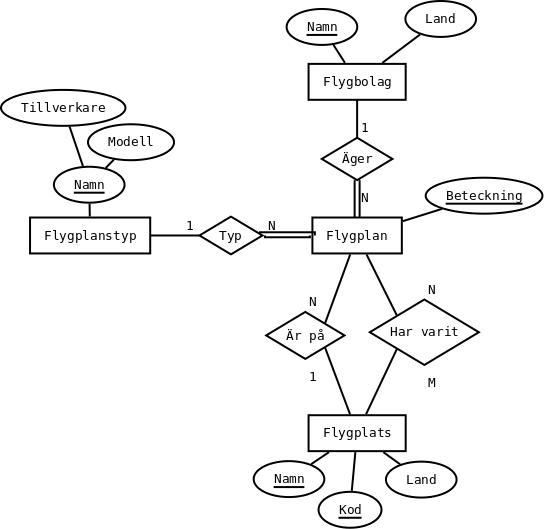 Namn
Land
Flygbolag
Tillverkare
Modell
1
Äger
Namn
N
Beteckning
Flygplanstyp
1
Typ
N
Flygplan
N
N
Är på
Har varit
1
M
Flygplats
Namn
Land
Kod